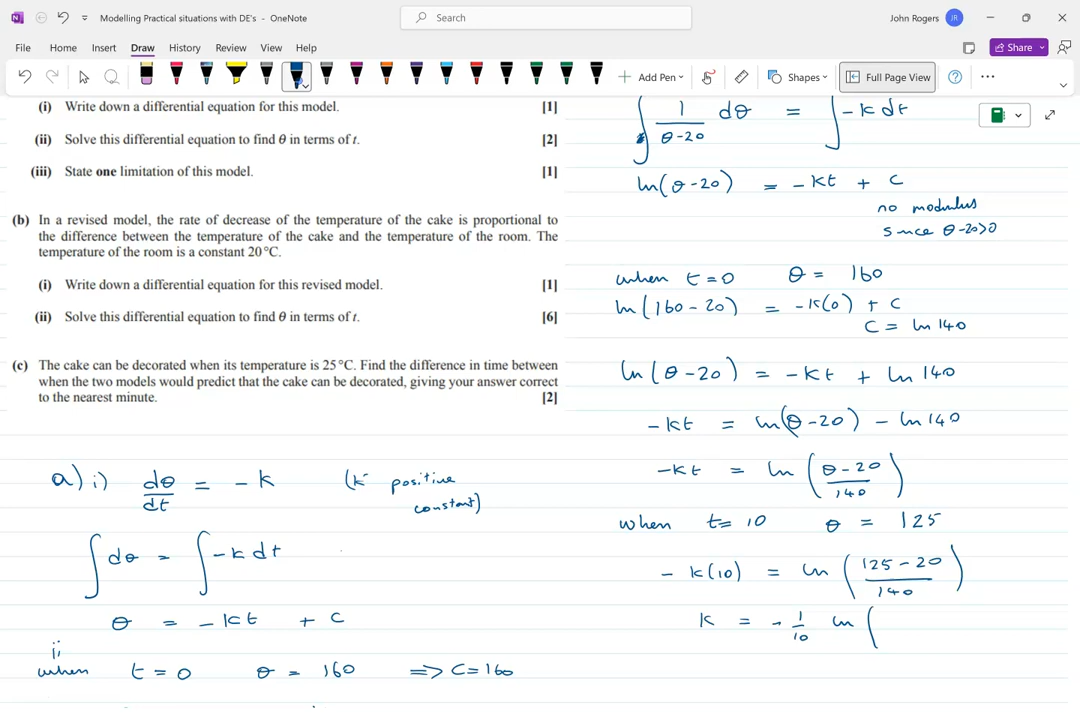 Modelling Practical situations with DE's - OneNote
Search
John Rogers JR
File Home Insert Draw History Review View Help
Share
Add Pen
Shapes
Full Page View
(i) Write down a differential equation for this model. [1]
(ii) Solve this differential equation to find θ in terms of t. [2]
(iii) State one limitation of this model. [1]
(b) In a revised model, the rate of decrease of the temperature of the cake is proportional to
the difference between the temperature of the cake and the temperature of the room. The
temperature of the room is a constant 20 °C.
(i) Write down a differential equation for this revised model. [1]
(ii) Solve this differential equation to find θ in terms of t. [6]
(c) The cake can be decorated when its temperature is 25 °C. Find the difference in time between
when the two models would predict that the cake can be decorated, giving your answer correct
to the nearest minute. [2]
a) i) dθ/dt = -k (k positive
constant)
∫ dθ = ∫ -k dt
θ = -kt + c
ii
when t = 0 θ = 160 => C = 160
∫ 1/(θ-20) dθ = ∫ -k dt
ln(θ-20) = -kt + c
no modulus
since θ-20>0
when t=0 θ = 160
ln(160-20) = -k(0) + c
C = ln 140
ln(θ-20) = -kt + ln 140
-kt = ln(θ-20) - ln 140
-kt = ln((θ-20)/140)
when t= 10 θ = 125
- k(10) = ln((125-20)/140)
k = -1/10 ln(